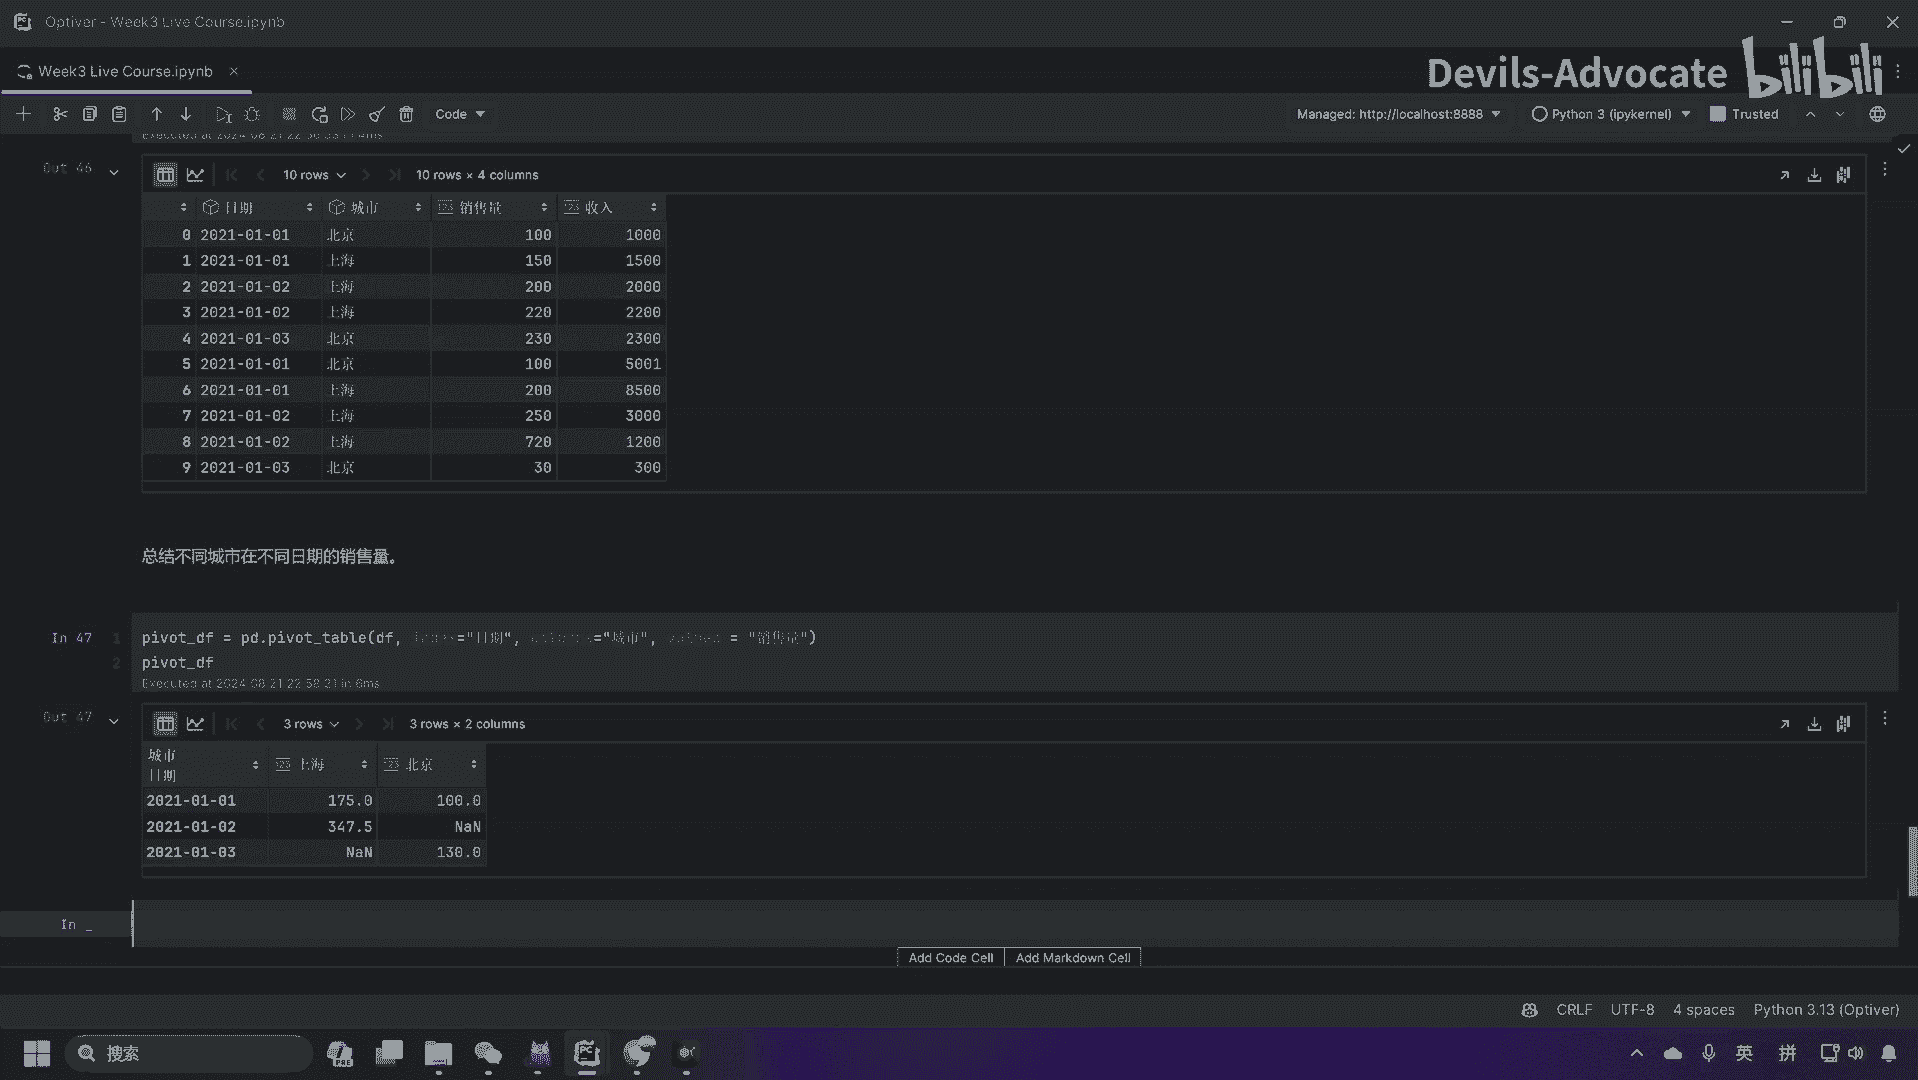 Optiver - Week3 Live Course.ipynb
Week3 Live Course.ipynb
Devils-Advocate bilibili
Code
Managed: http://localhost:8888 Python 3 (ipykernel) Trusted
Out 46
10 rows 10 rows × 4 columns
日期 城市 销售量 收入
0 2021-01-01 北京 100 1000
1 2021-01-01 上海 150 1500
2 2021-01-02 上海 200 2000
3 2021-01-02 上海 220 2200
4 2021-01-03 北京 230 2300
5 2021-01-01 北京 100 5001
6 2021-01-01 上海 200 8500
7 2021-01-02 上海 250 3000
8 2021-01-02 上海 720 1200
9 2021-01-03 北京 30 300
总结不同城市在不同日期的销售量。
In 47 1 pivot_df = pd.pivot_table(df, index="日期", columns="城市", values = "销售量")
2 pivot_df
Executed at 2024 08 21 22 58 21 in 6ms
Out 47
3 rows 3 rows × 2 columns
城市
日期 上海 北京
2021-01-01 175.0 100.0
2021-01-02 347.5 NaN
2021-01-03 NaN 130.0
In _
Add Code Cell Add Markdown Cell
CRLF UTF-8 4 spaces Python 3.13 (Optiver)
搜索
英 拼